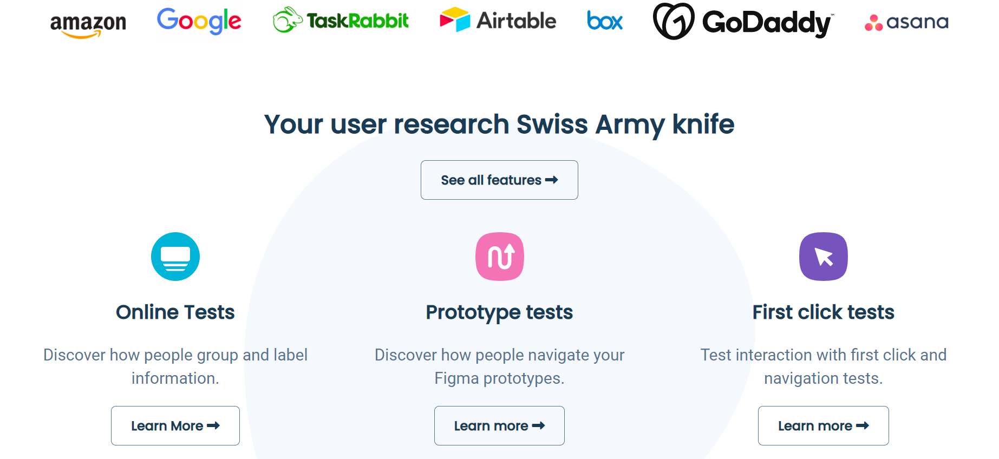 amazon Google TaskRabbit Airtable box GoDaddy™ asana
Your user research Swiss Army knife
See all features
Online Tests
Discover how people group and label
information.
Learn More
Prototype tests
Discover how people navigate your
Figma prototypes.
Learn more
First click tests
Test interaction with first click and
navigation tests.
Learn more